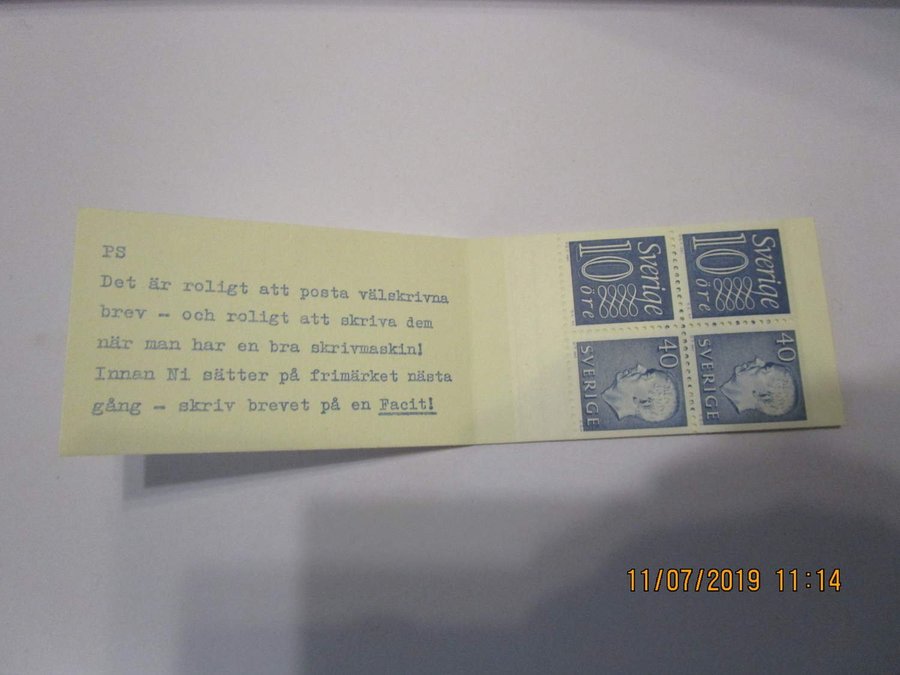 PS
Det är roligt att posta välskrivna
brev - och roligt att skriva dem
när man har en bra skrivmaskin!
Innan Ni sätter på frimärket nästa
gång - skriv brevet på en Facit!
Sverige
10
öre
Sverige
10
öre
40
SVERIGE
40
SVERIGE
11/07/2019 11:14